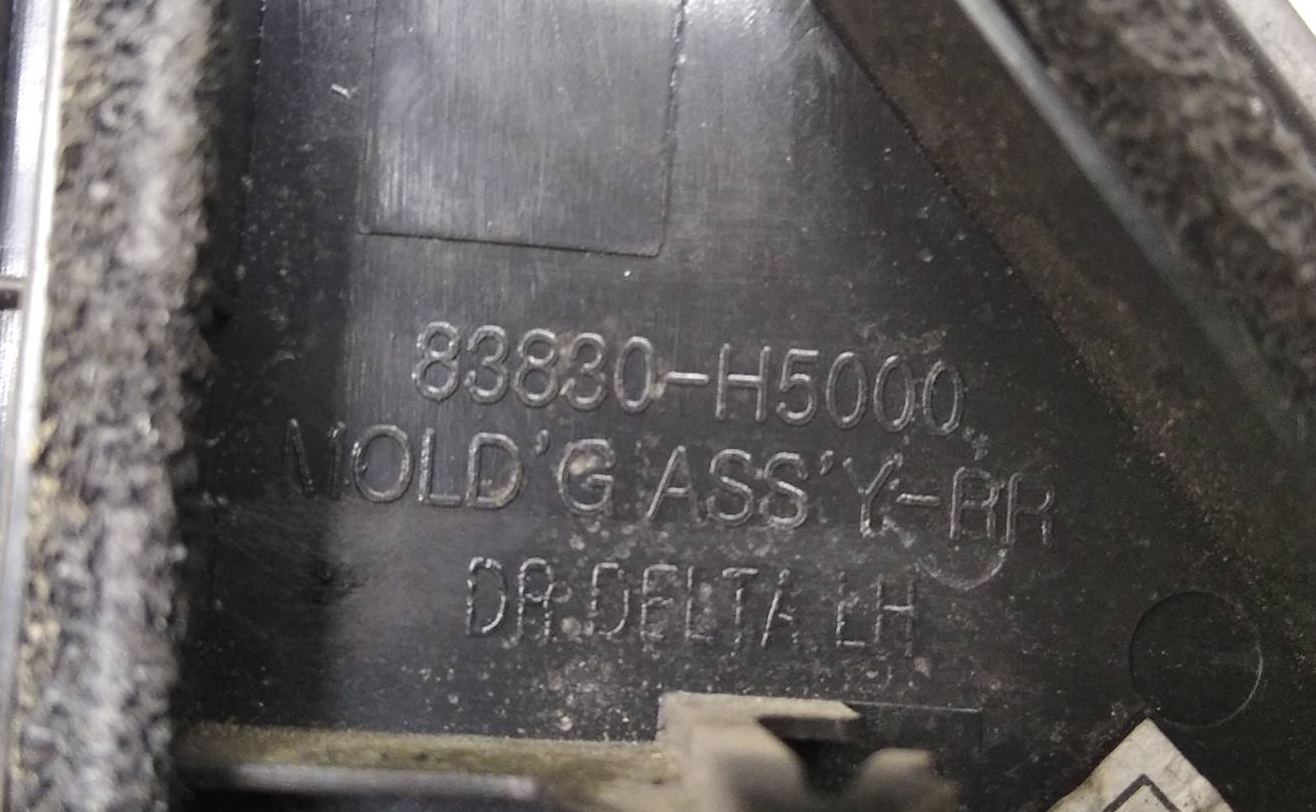 83830-H5000
MOLD'G ASS'Y-RR
DR DELTA LH